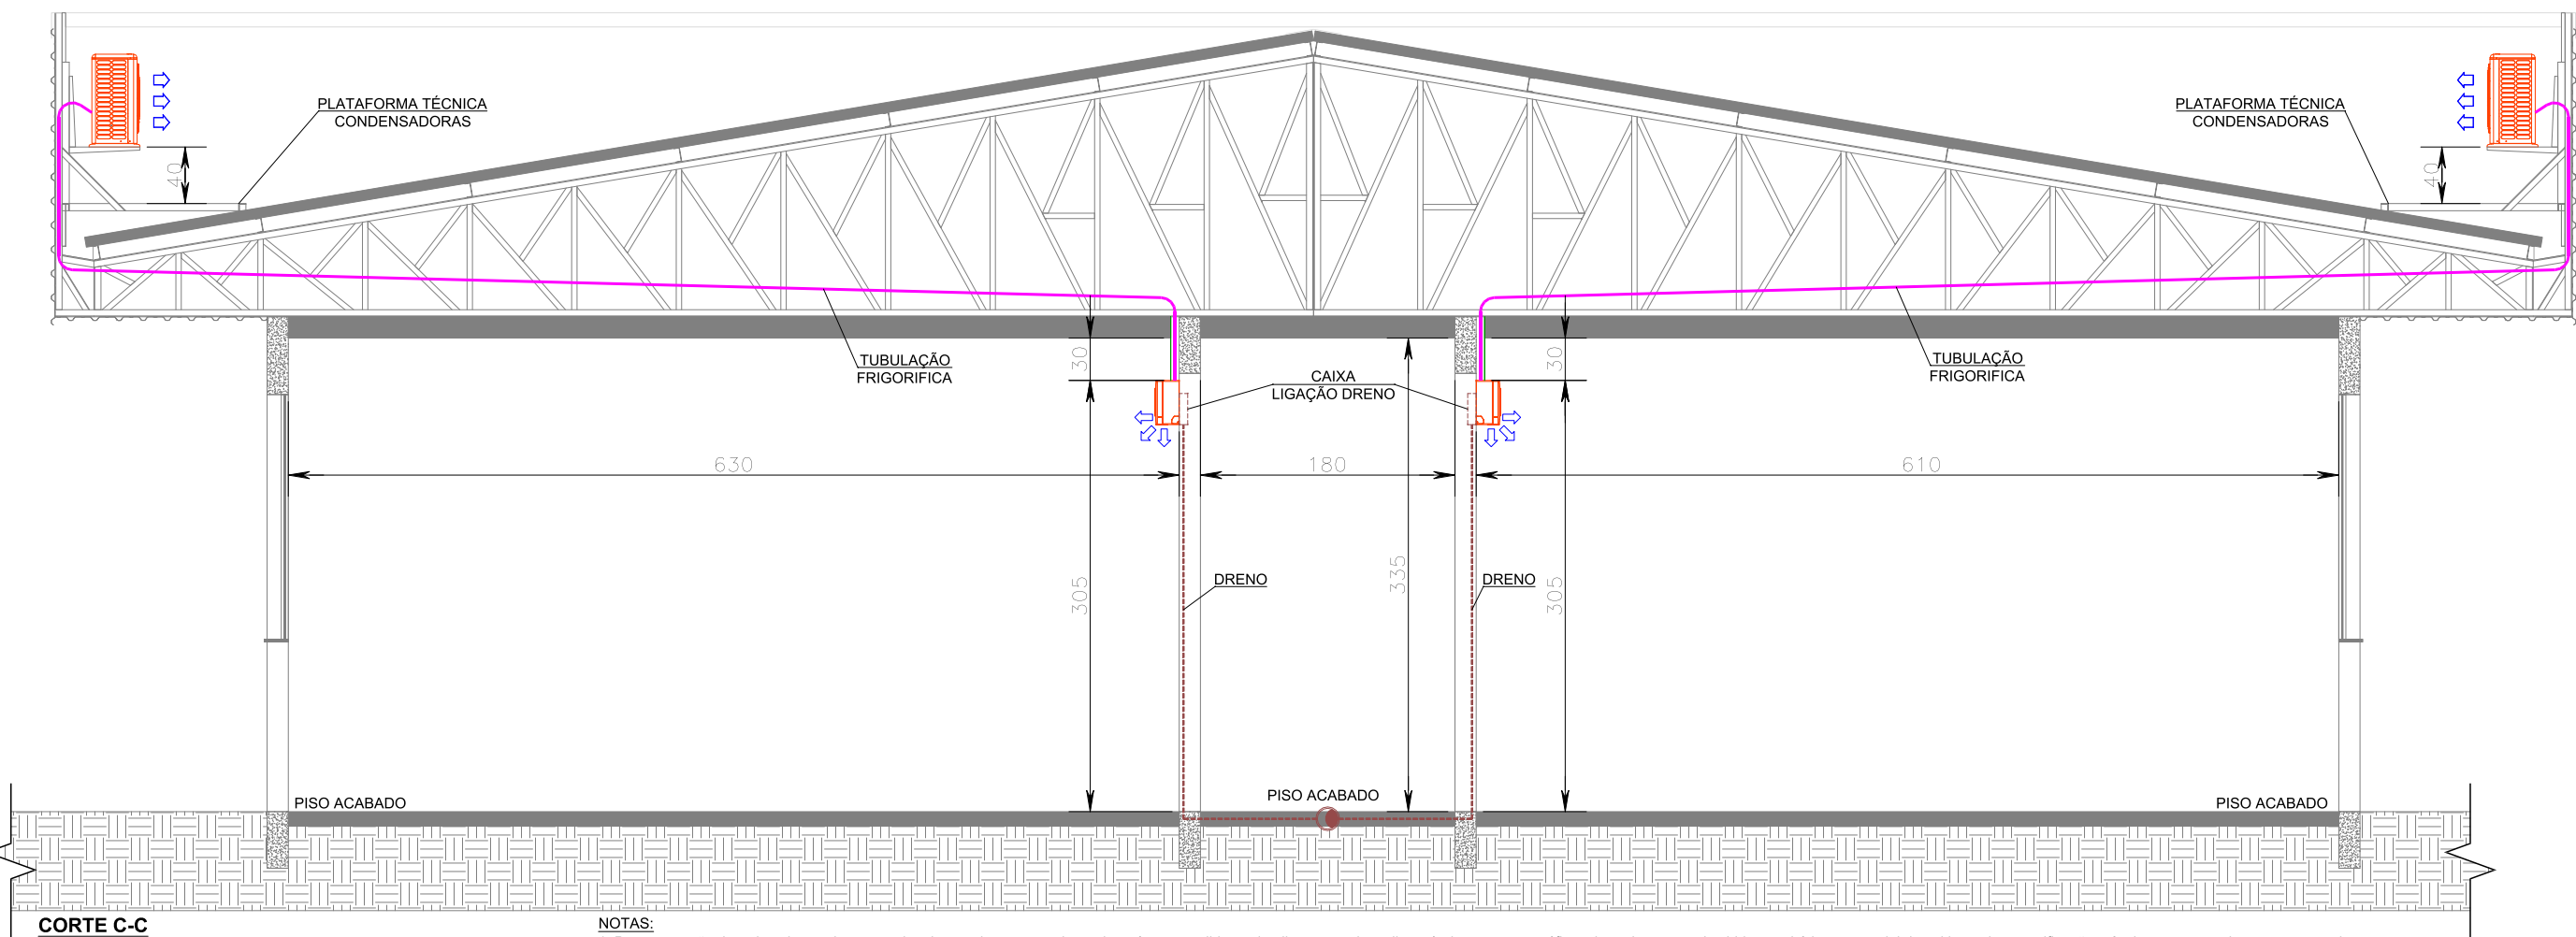 PLATAFORMA TÉCNICA
CONDENSADORAS
PLATAFORMA TÉCNICA
CONDENSADORAS
40
40
TUBULAÇÃO
FRIGORIFICA
30
CAIXA
LIGAÇÃO DRENO
30
TUBULAÇÃO
FRIGORIFICA
630
180
610
305
DRENO
335
DRENO
305
PISO ACABADO
PISO ACABADO
PISO ACABADO
CORTE C-C
NOTAS: